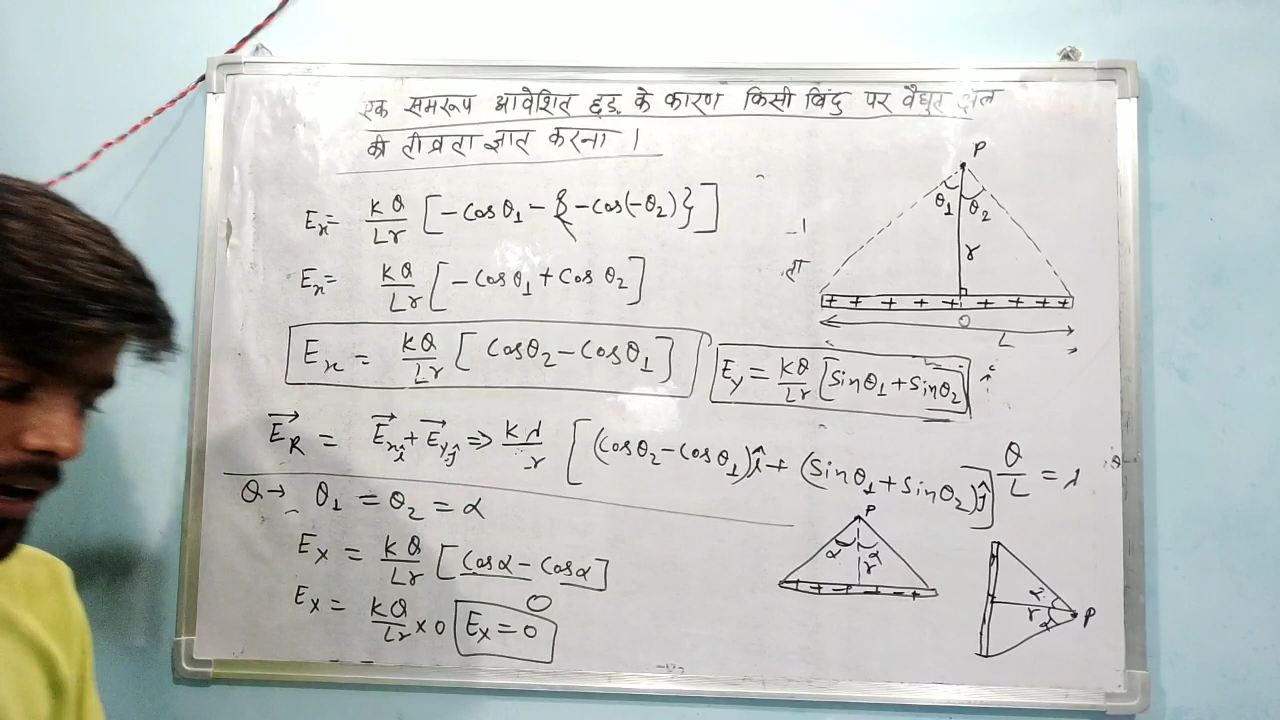 एक समरूप आवेशित छड़ के कारण किसी बिंदु पर वैधुत क्षेत्र
की तीव्रता ज्ञात करना ।
Ex= KQ/Lr [-cosθ1 - {-cos(-θ2)}]
Ex= KQ/Lr [-cosθ1 + cosθ2]
Ex = KQ/Lr [cosθ2 - cosθ1]
Ey = KQ/Lr [sinθ1 + sinθ2]
E⃗R = E⃗x î + E⃗y ĵ ⇒ Kλ/r [(cosθ2 - cosθ1)î + (sinθ1 + sinθ2)ĵ]
Q/L = λ
Q→ θ1 = θ2 = α
Ex = KQ/Lr [cosα - cosα]
0
Ex = KQ/Lr × 0
Ex = 0
P
θ1 θ2
r
+ + + + + + + +
O
L
P
α α
r
α
r
α
P